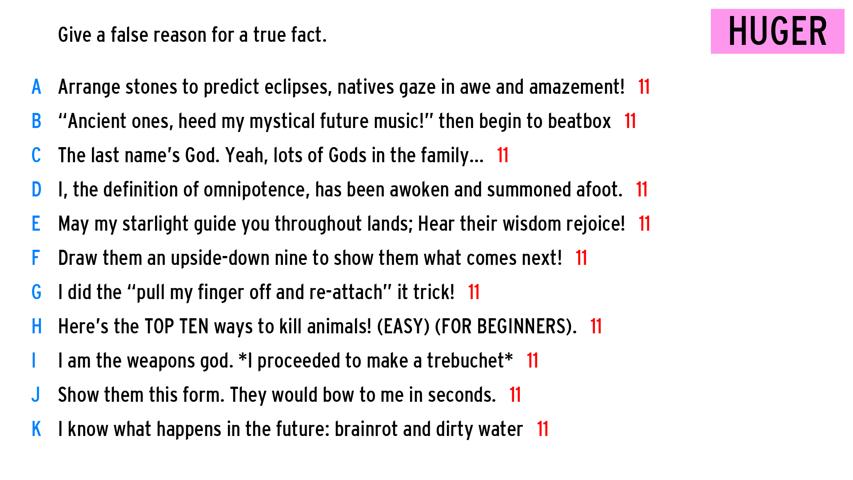 Give a false reason for a true fact.
HUGER
A Arrange stones to predict eclipses, natives gaze in awe and amazement! 11
B “Ancient ones, heed my mystical future music!” then begin to beatbox 11
C The last name’s God. Yeah, lots of Gods in the family... 11
D I, the definition of omnipotence, has been awoken and summoned afoot. 11
E May my starlight guide you throughout lands; Hear their wisdom rejoice! 11
F Draw them an upside-down nine to show them what comes next! 11
G I did the “pull my finger off and re-attach” it trick! 11
H Here’s the TOP TEN ways to kill animals! (EASY) (FOR BEGINNERS). 11
I I am the weapons god. *I proceeded to make a trebuchet* 11
J Show them this form. They would bow to me in seconds. 11
K I know what happens in the future: brainrot and dirty water 11